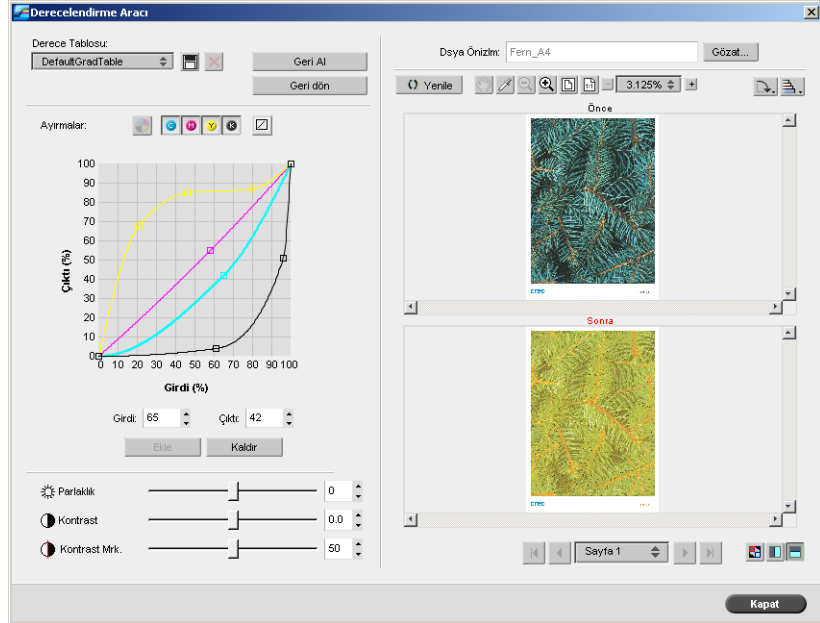 Derecelendirme Aracı
Derece Tablosu:
DefaultGradTable
Geri Al
Geri dön
Ayırmalar:
C M Y K
100
90
80
70
60
50
40
30
20
10
0
Çıktı (%)
0 10 20 30 40 50 60 70 80 90 100
Girdi (%)
Girdi: 65 Çıktı: 42
Ekle Kaldır
Parlaklık 0
Kontrast 0.0
Kontrast Mrk. 50
Dsya Önizlm: Fern_A4 Gözat...
Yenile 3.125%
Önce
creo
Sonra
creo
Sayfa 1
Kapat